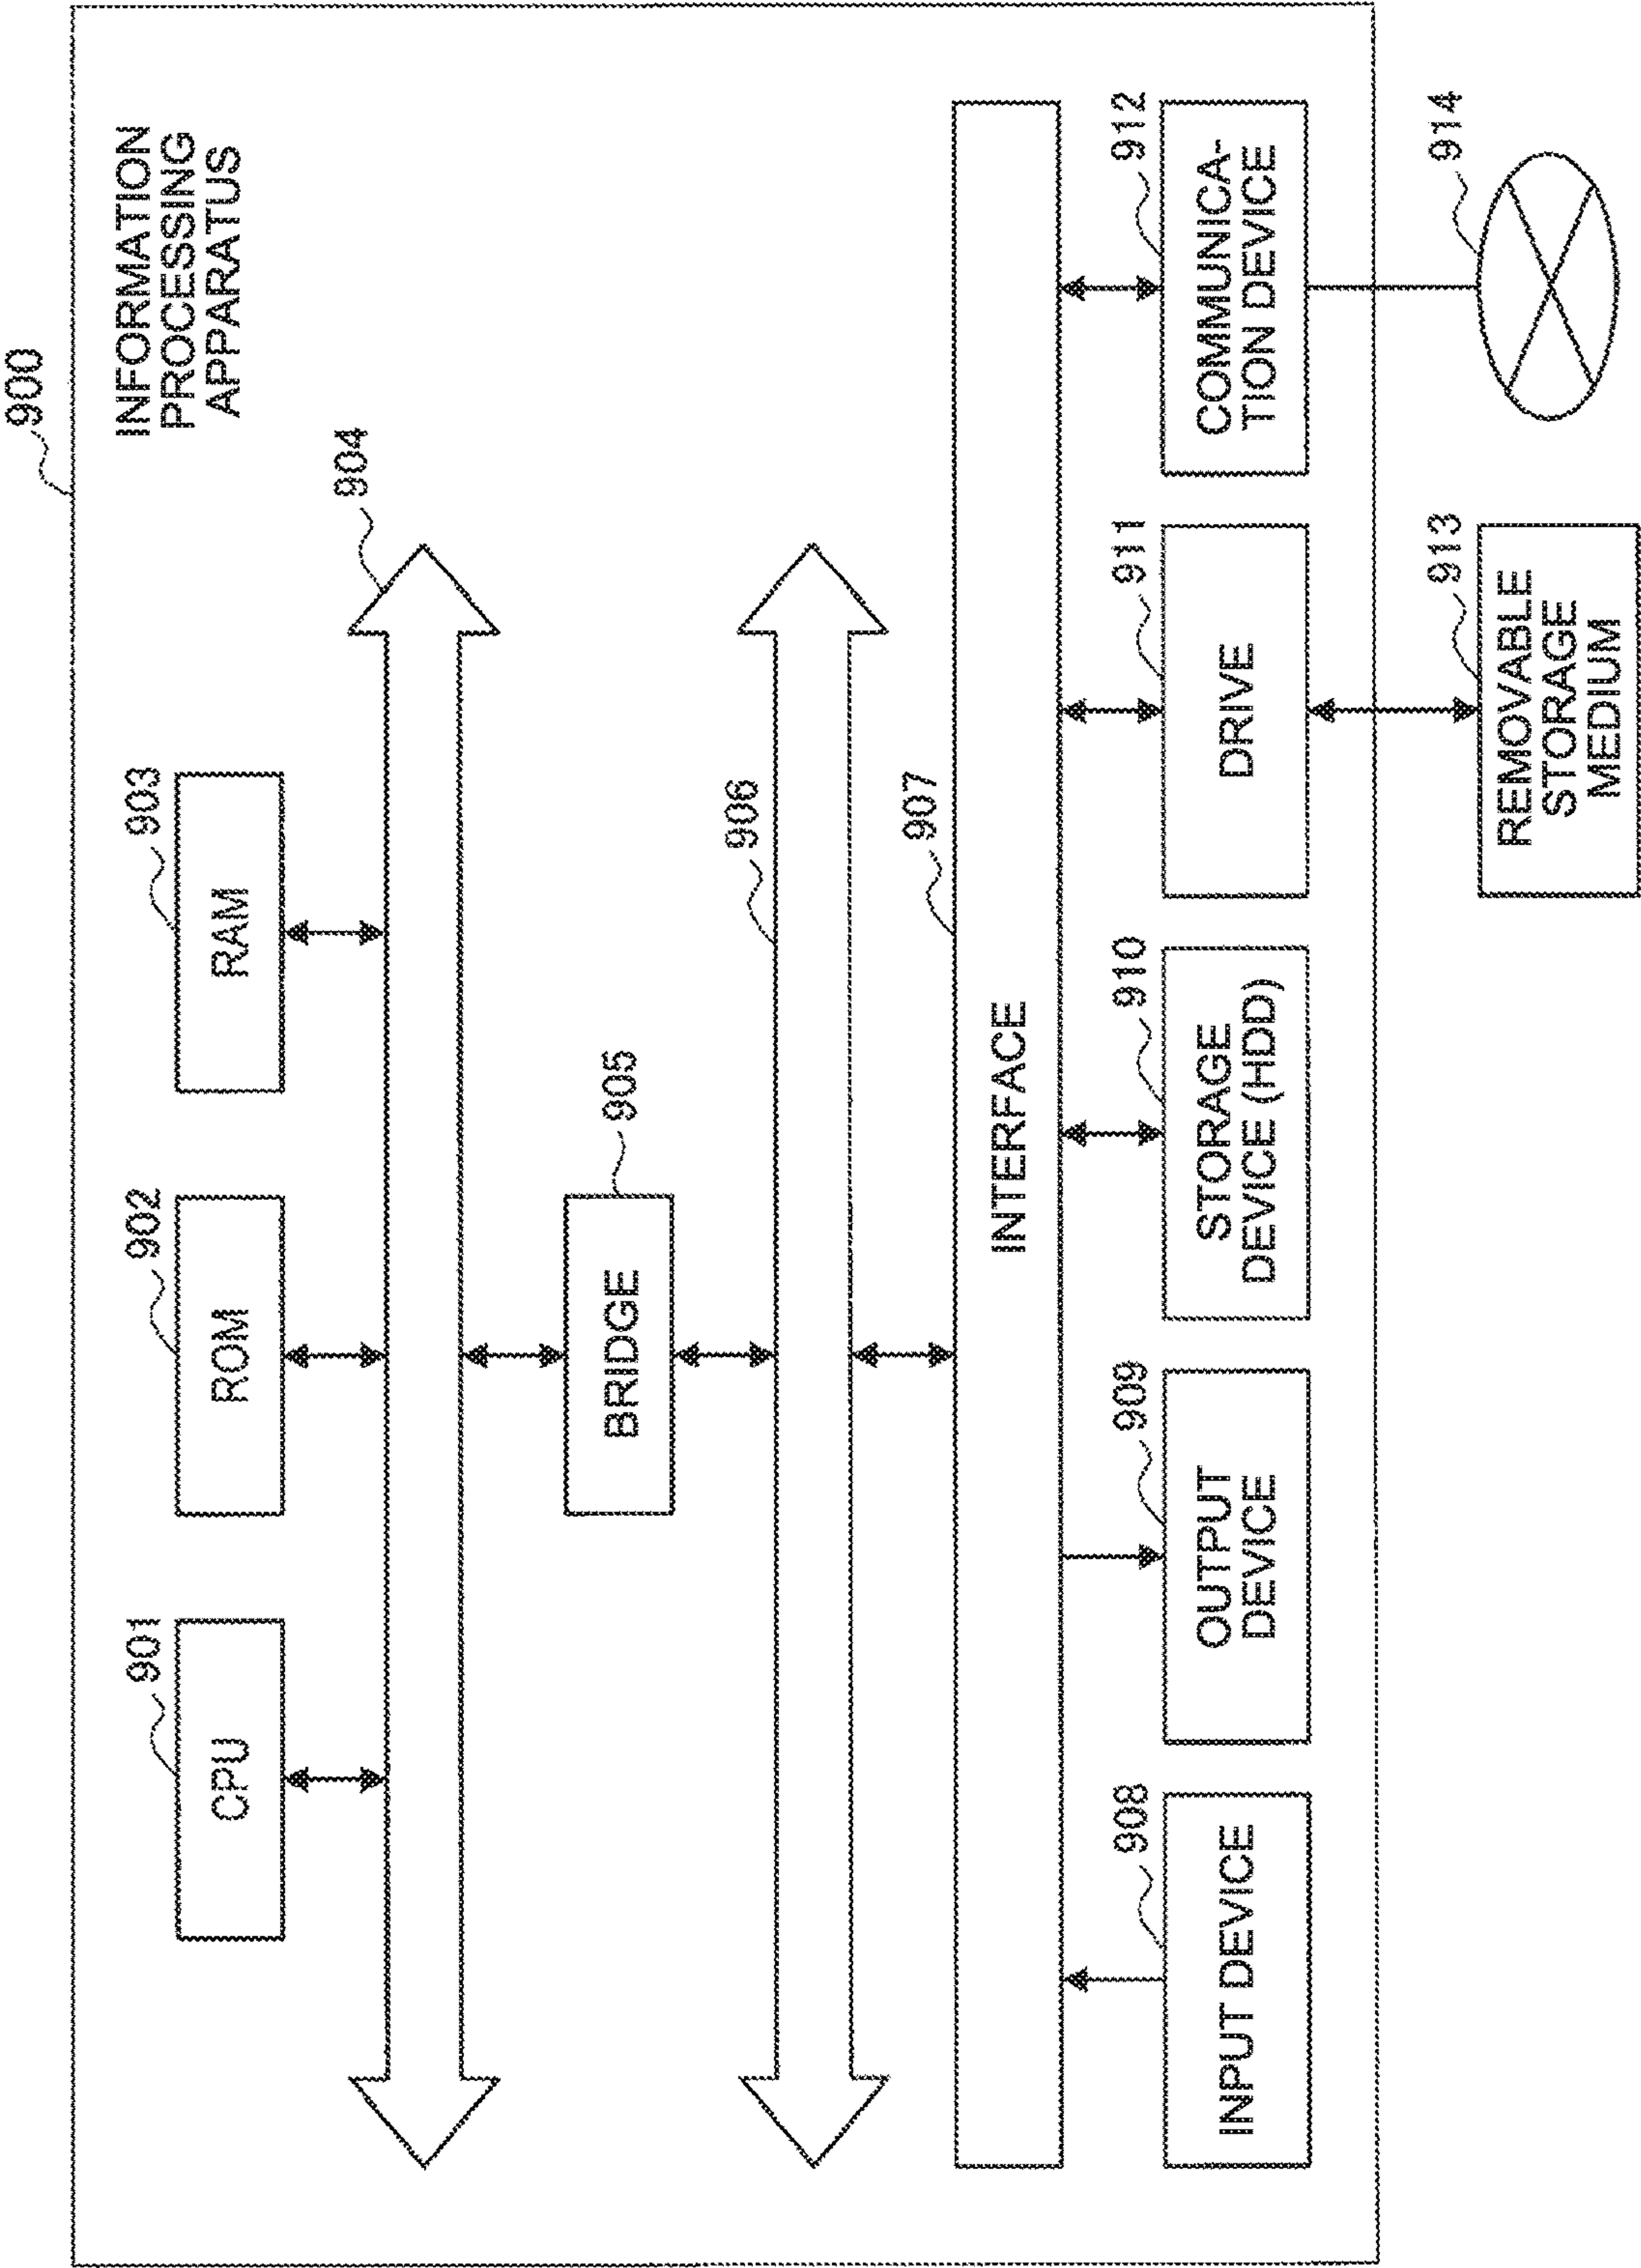 900
INFORMATION
PROCESSING
APPARATUS
901
902
903
CPU
ROM
RAM
904
905
BRIDGE
906
907
INTERFACE
908
909
910
911
912
INPUT DEVICE
OUTPUT
DEVICE
STORAGE
DEVICE (HDD)
DRIVE
COMMUNICA-
TION DEVICE
913
914
REMOVABLE
STORAGE
MEDIUM